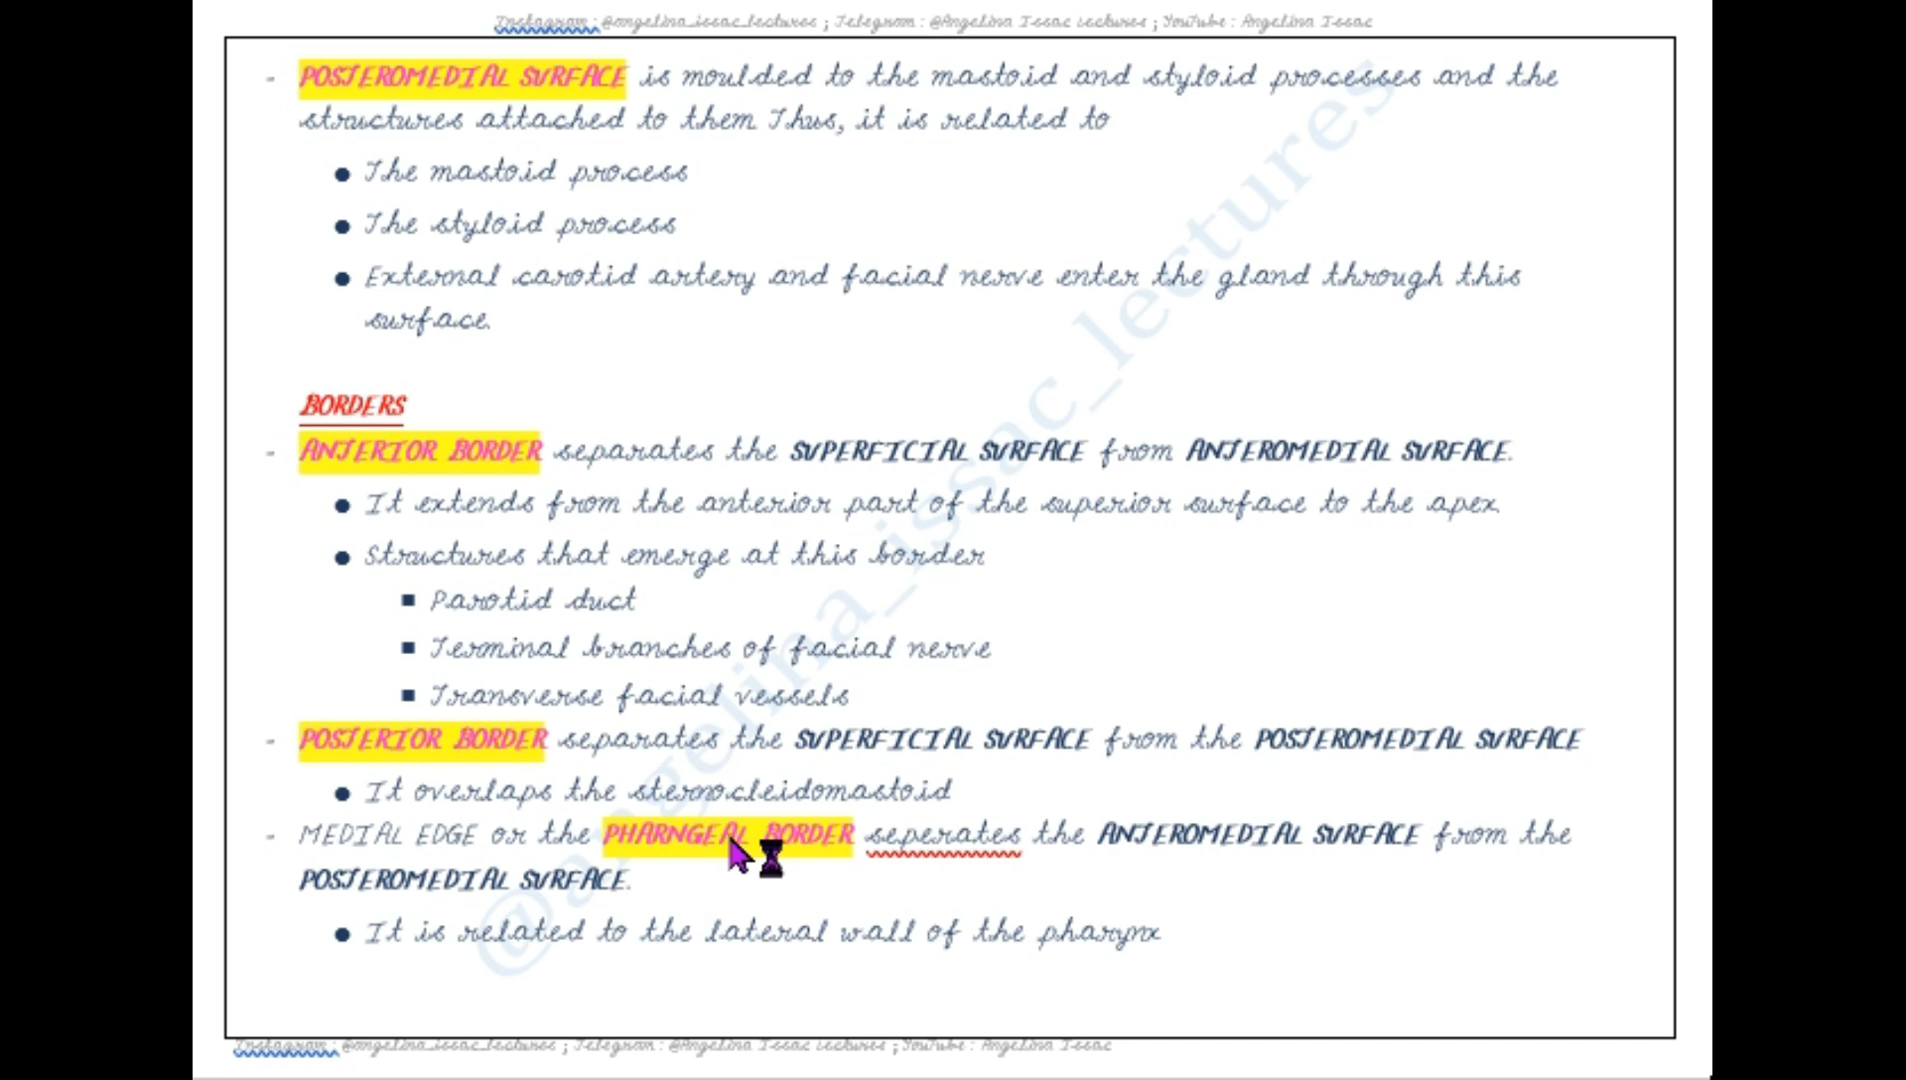 Instagram : @angelina_issac_lectures ; Telegram : @Angelina Issac Lectures ; YouTube : Angelina Issac
- POSTEROMEDIAL SURFACE is moulded to the mastoid and styloid processes and the
structures attached to them Thus, it is related to
● The mastoid process
● The styloid process
● External carotid artery and facial nerve enter the gland through this
surface.
BORDERS
- ANTERIOR BORDER separates the SUPERFICIAL SURFACE from ANTEROMEDIAL SURFACE.
● It extends from the anterior part of the superior surface to the apex
● Structures that emerge at this border
■ Parotid duct
■ Terminal branches of facial nerve
■ Transverse facial vessels
- POSTERIOR BORDER separates the SUPERFICIAL SURFACE from the POSTEROMEDIAL SURFACE
● It overlaps the sternocleidomastoid
- MEDIAL EDGE or the PHARNGEAL BORDER seperates the ANTEROMEDIAL SURFACE from the
POSTEROMEDIAL SURFACE.
● It is related to the lateral wall of the pharynx
@angelina_issac_lectures
Instagram : @angelina_issac_lectures ; Telegram : @Angelina Issac Lectures ; YouTube : Angelina Issac